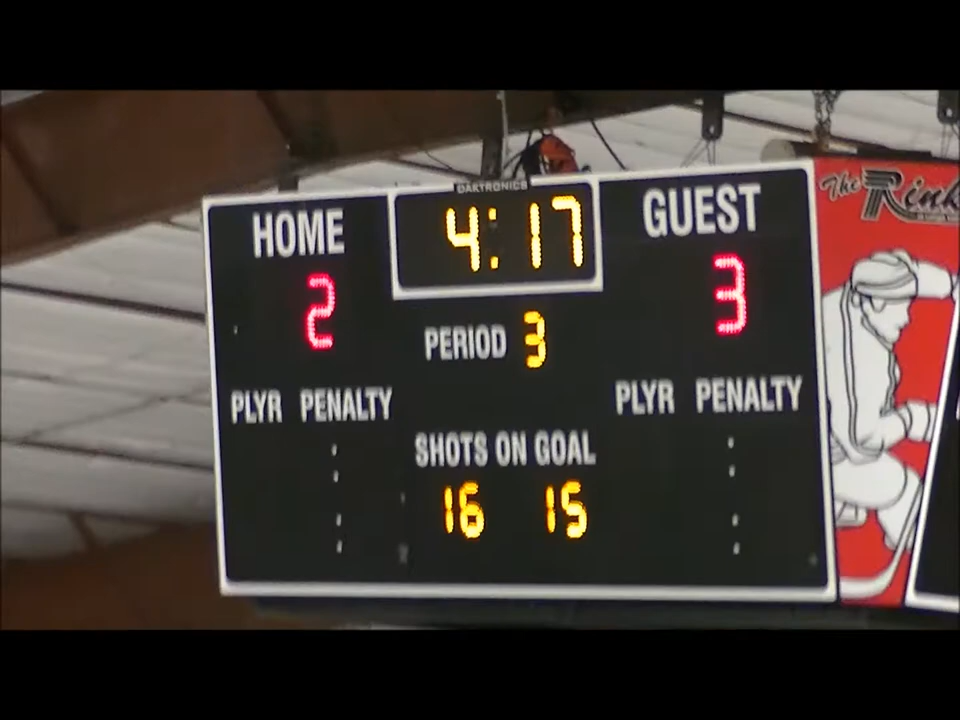 DAKTRONICS
HOME 4:17 GUEST
2 3
PERIOD 3
PLYR PENALTY PLYR PENALTY
SHOTS ON GOAL
16 15
The Rink